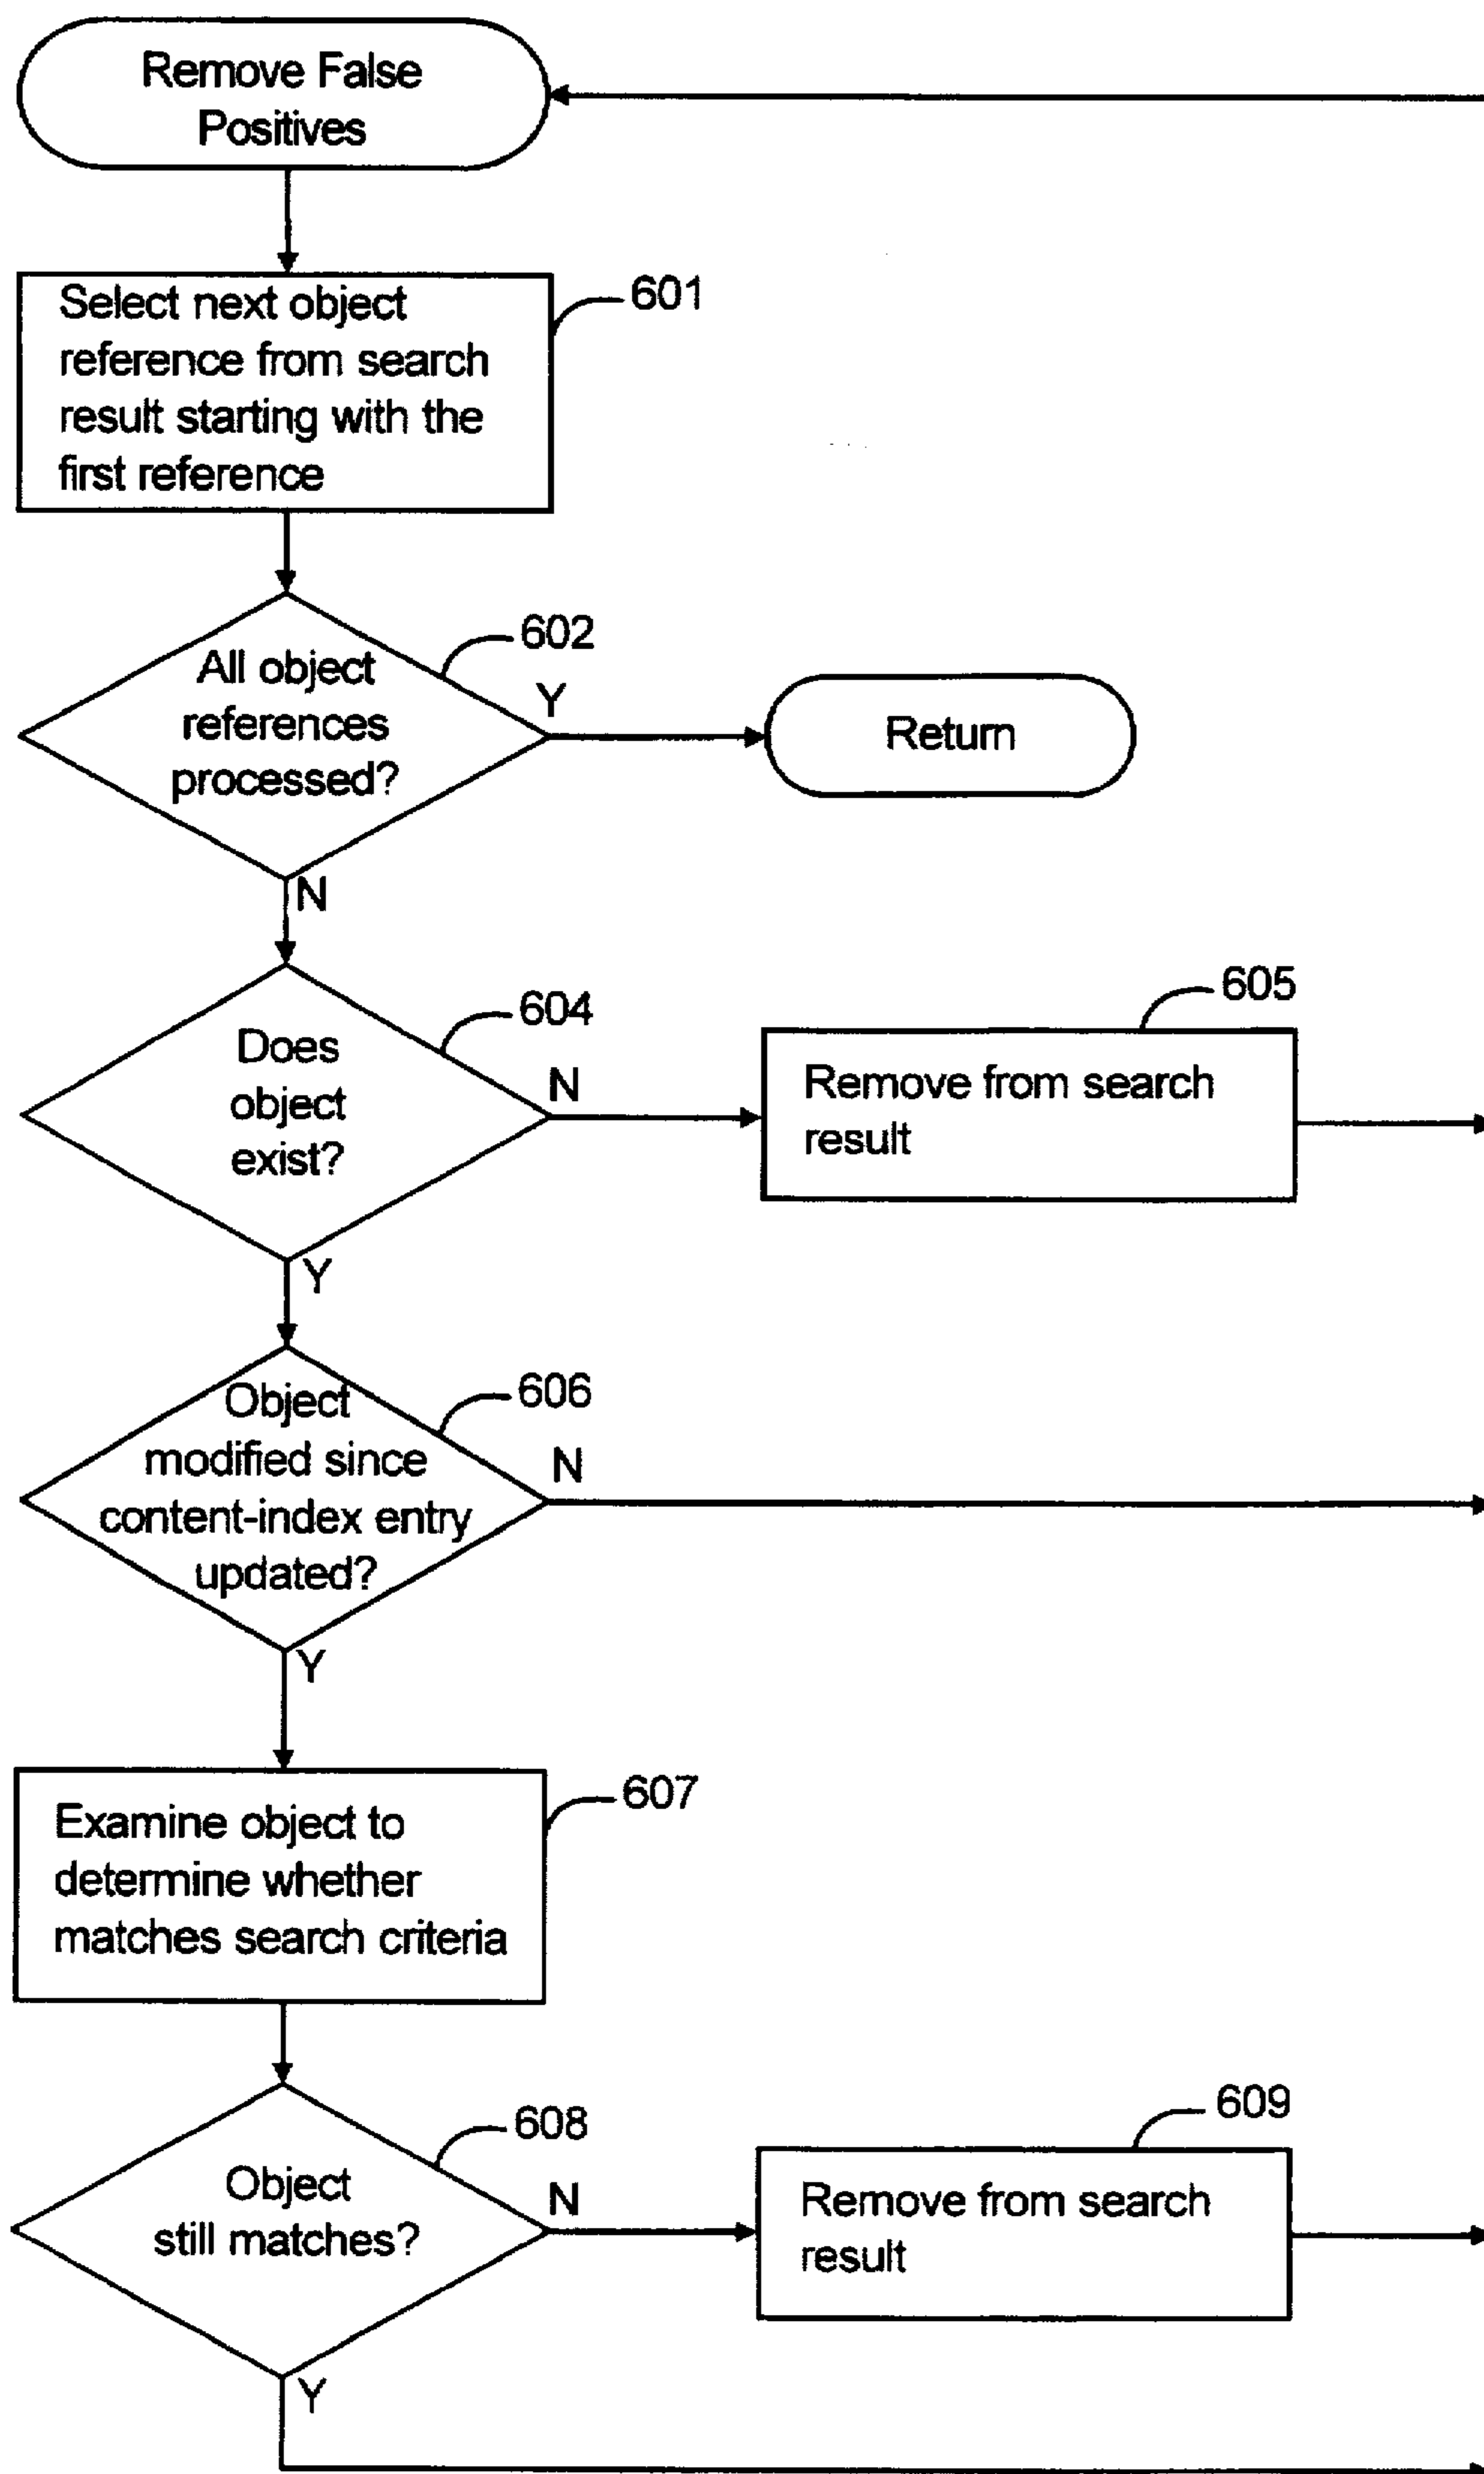 Remove False
Positives
Select next object
reference from search
result starting with the
first reference
601
602
All object
references
processed?
Y
Return
N
604
Does
object
exist?
N
605
Remove from search
result
Y
606
Object
modified since
content-index entry
updated?
N
Y
607
Examine object to
determine whether
matches search criteria
608
Object
still matches?
N
609
Remove from search
result
Y